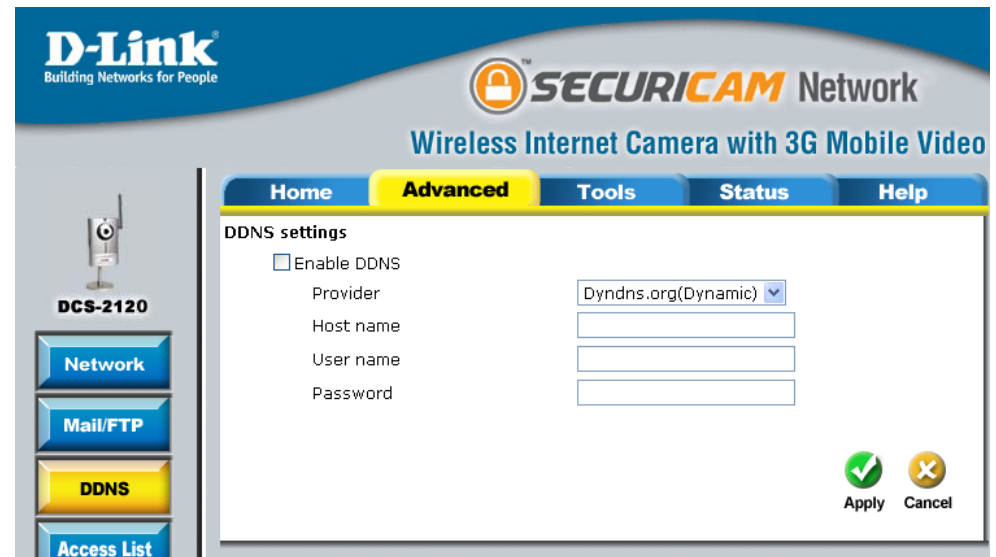 D-Link®
Building Networks for People
™SECURICAM Network
Wireless Internet Camera with 3G Mobile Video
Home Advanced Tools Status Help
DCS-2120
Network
Mail/FTP
DDNS
Access List
DDNS settings
Enable DDNS
Provider Dyndns.org(Dynamic)
Host name
User name
Password
Apply Cancel